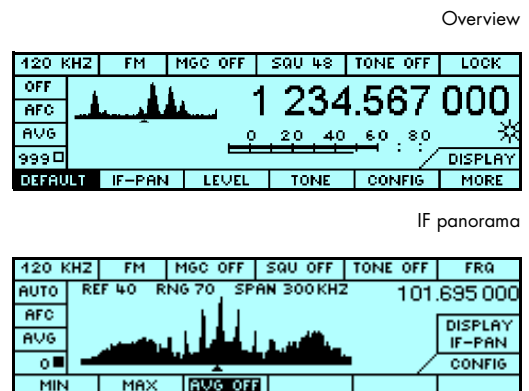 Overview
120 KHZ FM MGC OFF SQU 48 TONE OFF LOCK
OFF
AFC
AVG
999
1 234.567 000
0 20 40 60 80
DISPLAY
DEFAULT IF-PAN LEVEL TONE CONFIG MORE
IF panorama
120 KHZ FM MGC OFF SQU OFF TONE OFF FRQ
AUTO REF 40 RNG 70 SPAN 300 KHZ 101.695 000
AFC
AVG
0
DISPLAY
IF-PAN
CONFIG
MIN MAX AVG OFF